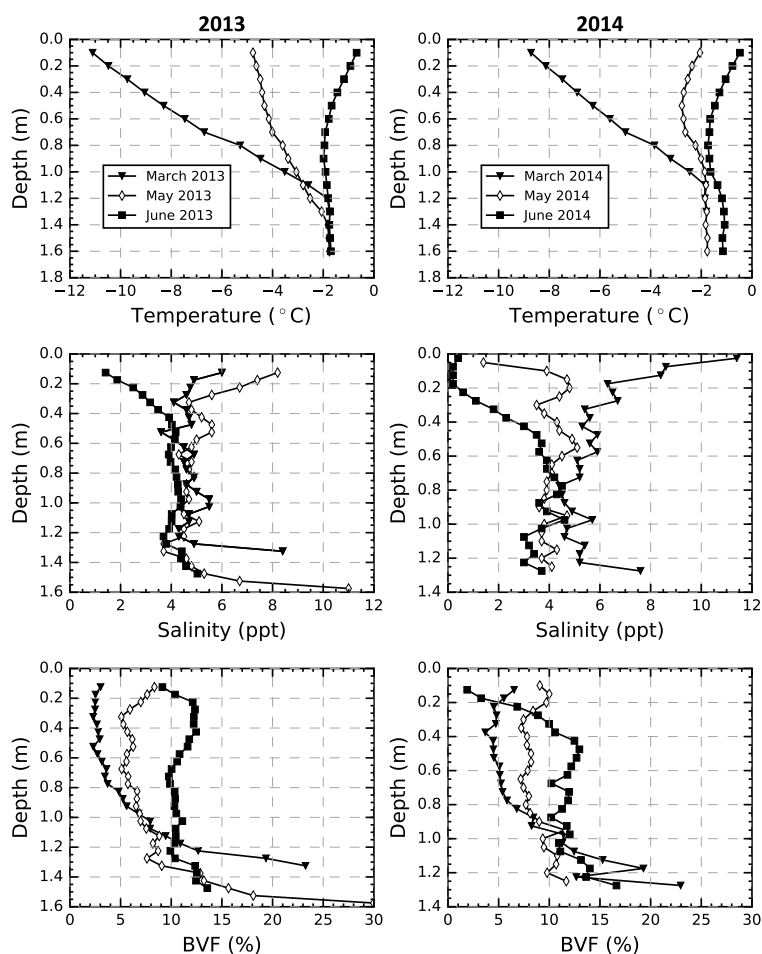 2013
2014
0.0
0.2
0.4
0.6
0.8
1.0
1.2
1.4
1.6
1.8
Depth (m)
March 2013
May 2013
June 2013
−12 −10 −8 −6 −4 −2 0
Temperature (°C)
0.0
0.2
0.4
0.6
0.8
1.0
1.2
1.4
1.6
1.8
Depth (m)
March 2014
May 2014
June 2014
−12 −10 −8 −6 −4 −2 0
Temperature (°C)
0.0
0.2
0.4
0.6
0.8
1.0
1.2
1.4
1.6
Depth (m)
0 2 4 6 8 10 12
Salinity (ppt)
0.0
0.2
0.4
0.6
0.8
1.0
1.2
1.4
Depth (m)
0 2 4 6 8 10 12
Salinity (ppt)
0.0
0.2
0.4
0.6
0.8
1.0
1.2
1.4
1.6
Depth (m)
0 5 10 15 20 25 30
BVF (%)
0.0
0.2
0.4
0.6
0.8
1.0
1.2
1.4
Depth (m)
0 5 10 15 20 25 30
BVF (%)